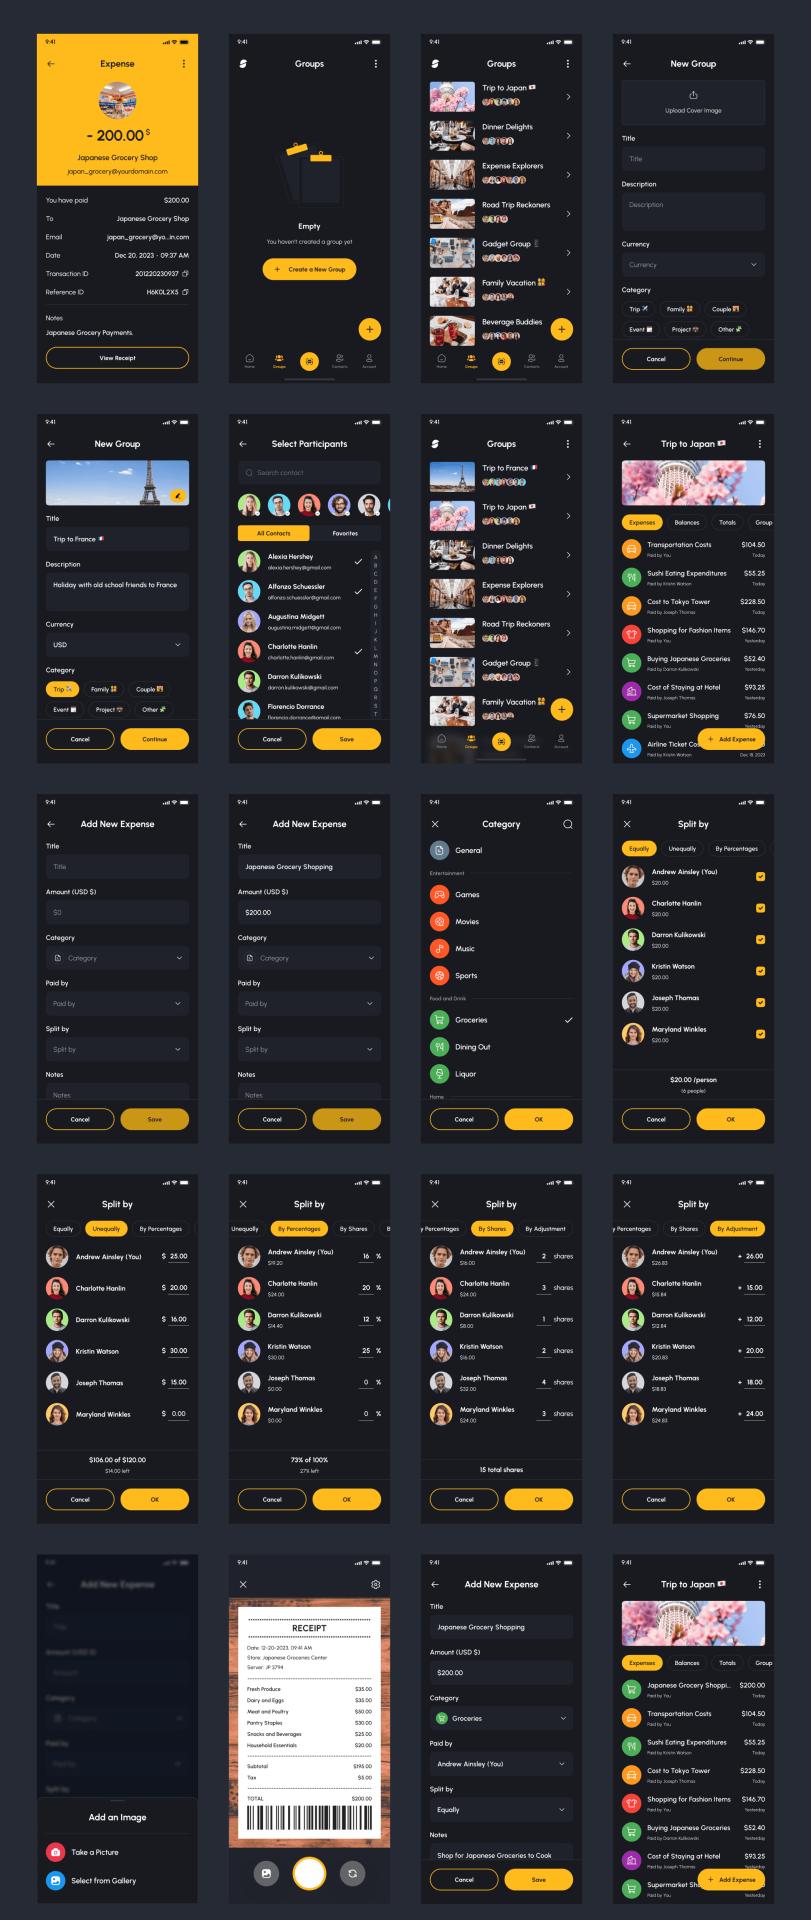 9:41
Expense
- 200.00 $
Japanese Grocery Shop
japan_grocery@yourdomain.com
You have paid $200.00
To Japanese Grocery Shop
Email japan_grocery@yo...in.com
Date Dec 20, 2023 - 09:37 AM
Transaction ID 201220230937
Reference ID H6K0L2X5
Notes
Japanese Grocery Payments.
View Receipt
9:41
Groups
Empty
You haven't created a group yet
+ Create a New Group
+
Home Groups Contacts Account
9:41
Groups
Trip to Japan 🇯🇵
Dinner Delights
Expense Explorers
Road Trip Reckoners
Gadget Group
Family Vacation
Beverage Buddies
+
Home Groups Contacts Account
9:41
New Group
Upload Cover Image
Title
Title
Description
Description
Currency
Currency
Category
Trip Family Couple
Event Project Other
Cancel Continue
9:41
New Group
Title
Trip to France 🇫🇷
Description
Holiday with old school friends to France
Currency
USD
Category
Trip Family Couple
Event Project Other
Cancel Continue
9:41
Select Participants
Search contact
All Contacts Favorites
Alexia Hershey
alexia.hershey@gmail.com
Alfonzo Schuessler
alfonzo.schuessler@gmail.com
Augustina Midgett
augustina.midgett@gmail.com
Charlotte Hanlin
charlotte.hanlin@gmail.com
Darron Kulikowski
darron.kulikowski@gmail.com
Florencio Dorrance
florencio.dorrance@gmail.com
A
B
C
D
E
F
G
H
I
J
K
L
M
N
O
P
Q
R
S
T
Cancel Save
9:41
Groups
Trip to France 🇫🇷
Trip to Japan 🇯🇵
Dinner Delights
Expense Explorers
Road Trip Reckoners
Gadget Group
Family Vacation
+
Home Groups Contacts Account
9:41
Trip to Japan 🇯🇵
Expenses Balances Totals Group
Transportation Costs $104.50
Paid by You Today
Sushi Eating Expenditures $55.25
Paid by Kristin Watson Today
Cost to Tokyo Tower $228.50
Paid by Joseph Thomas Today
Shopping for Fashion Items $146.70
Paid by You Yesterday
Buying Japanese Groceries $52.40
Paid by Darron Kulikowski Yesterday
Cost of Staying at Hotel $93.25
Paid by Joseph Thomas Yesterday
Supermarket Shopping $76.50
Paid by You Yesterday
Airline Ticket Cos
Paid by Kristin Watson Dec 18, 2023
+ Add Expense
9:41
Add New Expense
Title
Title
Amount (USD $)
$0
Category
Category
Paid by
Paid by
Split by
Split by
Notes
Notes
Cancel Save
9:41
Add New Expense
Title
Japanese Grocery Shopping
Amount (USD $)
$200.00
Category
Category
Paid by
Paid by
Split by
Split by
Notes
Notes
Cancel Save
9:41
Category
General
Entertainment
Games
Movies
Music
Sports
Food and Drink
Groceries
Dining Out
Liquor
Home
Cancel OK
9:41
Split by
Equally Unequally By Percentages
Andrew Ainsley (You)
$20.00
Charlotte Hanlin
$20.00
Darron Kulikowski
$20.00
Kristin Watson
$20.00
Joseph Thomas
$20.00
Maryland Winkles
$20.00
$20.00 /person
(6 people)
Cancel OK
9:41
Split by
Equally Unequally By Percentages
Andrew Ainsley (You) $ 25.00
Charlotte Hanlin $ 20.00
Darron Kulikowski $ 16.00
Kristin Watson $ 30.00
Joseph Thomas $ 15.00
Maryland Winkles $ 0.00
$106.00 of $120.00
$14.00 left
Cancel OK
9:41
Split by
Unequally By Percentages By Shares B
Andrew Ainsley (You) 16 %
$19.20
Charlotte Hanlin 20 %
$24.00
Darron Kulikowski 12 %
$14.40
Kristin Watson 25 %
$30.00
Joseph Thomas 0 %
$0.00
Maryland Winkles 0 %
$0.00
73% of 100%
27% left
Cancel OK
9:41
Split by
y Percentages By Shares By Adjustment
Andrew Ainsley (You) 2 shares
$16.00
Charlotte Hanlin 3 shares
$24.00
Darron Kulikowski 1 shares
$8.00
Kristin Watson 2 shares
$16.00
Joseph Thomas 4 shares
$32.00
Maryland Winkles 3 shares
$24.00
15 total shares
Cancel OK
9:41
Split by
y Percentages By Shares By Adjustment
Andrew Ainsley (You) + 26.00
$26.83
Charlotte Hanlin + 15.00
$15.84
Darron Kulikowski + 12.00
$12.84
Kristin Watson + 20.00
$20.83
Joseph Thomas + 18.00
$18.83
Maryland Winkles + 24.00
$24.83
Cancel OK
Add New Expense
Title
Category
Paid by
Split by
Add an Image
Take a Picture
Select from Gallery
9:41
RECEIPT
Date: 12-20-2023, 09:41 AM
Store: Japanese Groceries Center
Server: JP 3794
Fresh Produce $35.00
Dairy and Eggs $35.00
Meat and Poultry $50.00
Pantry Staples $30.00
Snacks and Beverages $25.00
Household Essentials $20.00
Subtotal $195.00
Tax $5.00
TOTAL $200.00
9:41
Add New Expense
Title
Japanese Grocery Shopping
Amount (USD $)
$200.00
Category
Groceries
Paid by
Andrew Ainsley (You)
Split by
Equally
Notes
Shop for Japanese Groceries to Cook
Cancel Save
9:41
Trip to Japan 🇯🇵
Expenses Balances Totals Group
Japanese Grocery Shoppi... $200.00
Paid by You Today
Transportation Costs $104.50
Paid by You Today
Sushi Eating Expenditures $55.25
Paid by Kristin Watson Today
Cost to Tokyo Tower $228.50
Paid by Joseph Thomas Today
Shopping for Fashion Items $146.70
Paid by You Yesterday
Buying Japanese Groceries $52.40
Paid by Darron Kulikowski Yesterday
Cost of Staying at Hotel $93.25
Paid by Joseph Thomas Yesterday
Supermarket Sh
Paid by You Yesterday
+ Add Expense